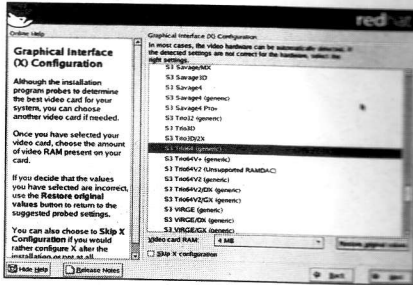 redhat
Online Help
Graphical Interface
(X) Configuration
Although the installation
program probes to determine
the best video card for your
system, you can choose
another video card if needed.
Once you have selected your
video card, choose the amount
of video RAM present on your
card.
If you decide that the values
you have selected are incorrect,
use the Restore original
values button to return to the
suggested probed settings.
You can also choose to Skip X
Configuration if you would
rather configure X after the
installation or not at all
Graphical Interface (X) Configuration
In most cases, the video hardware can be automatically detected. If
the detected settings are not correct for the hardware, select the
right settings.
S3 Savage/MX
S3 Savage3D
S3 Savage4
S3 Savage4 (generic)
S3 Savage4 Pro+
S3 Trio32 (generic)
S3 Trio3D
S3 Trio3D/2X
S3 Trio64 (generic)
S3 Trio64V+ (generic)
S3 Trio64V2 (Unsupported RAMDAC)
S3 Trio64V2 (generic)
S3 Trio64V2/DX (generic)
S3 Trio64V2/GX (generic)
S3 ViRGE (generic)
S3 ViRGE/DX (generic)
S3 ViRGE/GX (generic)
Video card RAM: 4 MB
Restore original values
Skip X configuration
Hide Help
Release Notes
Back